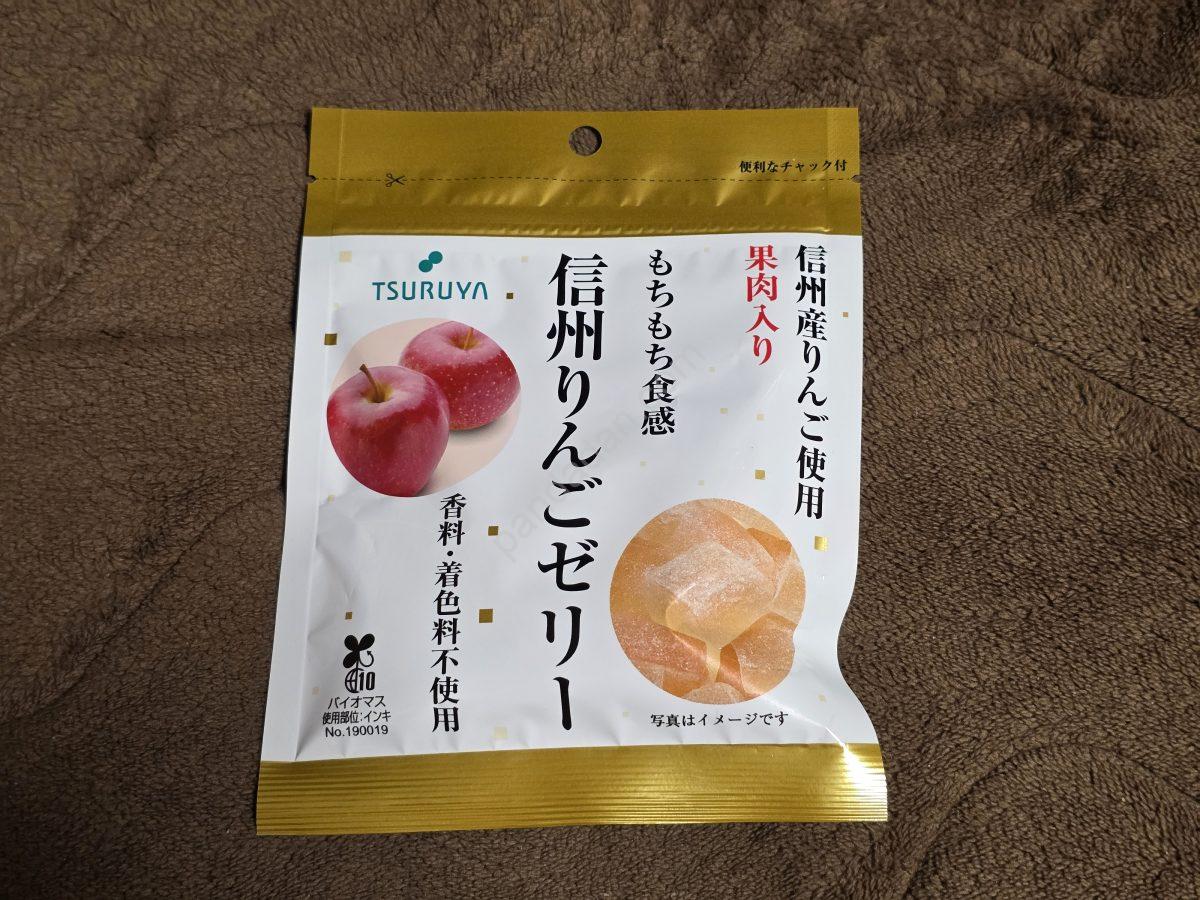 便利なチャック付
信州産りんご使用
果肉入り
もちもち食感
信州りんごゼリー
TSURUYA
香料・着色料不使用
10
バイオマス
使用部位:インキ
No.190019
写真はイメージです